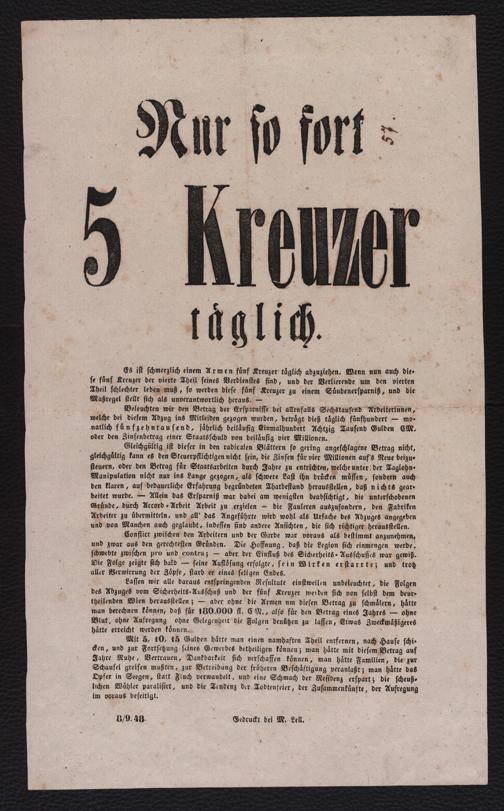 Nur so fort
57.
5 Kreuzer
täglich.
Es ist schmerzlich einem Armen fünf Kreuzer täglich abzuziehen. Wenn nun auch die-
se fünf Kreuzer der vierte Theil seines Verdienstes sind, und der Verlierende um den vierten
Theil schlechter leben muß, so werden diese fünf Kreuzer zu einem Sündenersparniß, und die
Maßregel stellt sich als unverantwortlich heraus. —
Beleuchten wir den Betrag der Ersparnisse bei allenfalls Sechstausend Arbeiterinnen,
welche bei diesem Abzug ins Mitleiden gezogen wurden, beträgt dieß täglich fünfhundert — mo-
natlich fünfzehntausend, jährlich beiläufig Einmalhundert Achtzig Tausend Gulden CM.
oder den Zinsenbetrag einer Staatsschuld von beiläufig vier Millionen.
Gleichgültig ist dieser in den radicalen Blättern so gering angeschlagene Betrag nicht,
gleichgültig kann es den Steuerpflichtigen nicht sein, die Zinsen für vier Millionen auf's Neue beizu-
steuern, oder den Betrag für Staatsarbeiten durch Jahre zu entrichten, welche unter der Taglohn-
Manipulation nicht nur ins Lange gezogen, als schwere Last ihn drücken müssen, sondern auch
den klaren, auf bedauerliche Erfahrung begründeten Thatbestand herausstellen, daß nichts gear-
beitet wurde. — Allein das Ersparniß war dabei am wenigsten beabsichtigt, die unterschobenen
Gründe, durch Accord-Arbeit Arbeit zu erzielen — die Fauleren auszusondern, den Fabriken
Arbeiter zu übermitteln, und all' das Angeführte wird wohl als Ursache des Abzuges angegeben
und von Manchen auch geglaubt, indessen sind andere Ansichten, die sich richtiger herausstellen.
Conflict zwischen den Arbeitern und der Garde war voraus als bestimmt anzunehmen,
und zwar aus den gerechtesten Gründen. Die Hoffnung, daß die Legion sich einmengen werde,
schwebte zwischen pro und contra; — aber der Einfluß des Sicherheits-Ausschußes war gewiß.
Die Folge zeigte sich bald — seine Auflösung erfolgte, sein Wirken erstarrte; und trotz
aller Verwirrung der Zöpfe, starb er eines seligen Endes.
Lassen wir alle daraus entspringenden Resultate einstweilen unbeleuchtet, die Folgen
des Abzuges vom Sicherheits-Ausschuß und der fünf Kreuzer werden sich von selbst dem beur-
theilenden Wien herausstellen; — aber ohne die Armen um diesen Betrag zu schmälern, hätte
man berechnen können, daß für 180.000 fl. C. M., also für den Betrag eines Jahres — ohne
Blut, ohne Aufregung ohne Gelegenheit die Folgen benützen zu lassen, Etwas Zweckmäßigeres
hätte erreicht werden können.
Mit 5, 10, 15 Gulden hätte man einen namhaften Theil entfernen, nach Hause schi-
cken, und zur Fortsetzung seines Gewerbes betheiligen können; man hätte mit diesem Betrag auf
Jahre Ruhe, Vertrauen, Dankbarkeit sich verschaffen können, man hätte Familien, die zur
Schaufel greifen mußten, zur Betreibung der früheren Beschäftigung veranlaßt; man hätte das
Opfer in Seegen, statt Fluch verwandelt, und eine Schmach der Residenz erspart; die scheuß-
lichen Wühler paralisirt, und die Tendenz der Todtenfeier, der Zusammenkünfte, der Aufregung
im voraus beseitigt.
8/9. 48.
Gedruckt bei M. Lell.